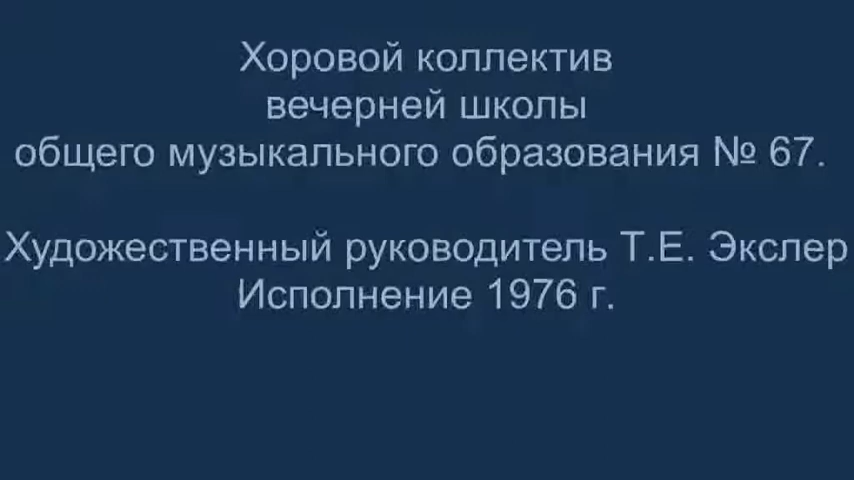 Хоровой коллектив
вечерней школы
общего музыкального образования № 67.
Художественный руководитель Т.Е. Экслер
Исполнение 1976 г.